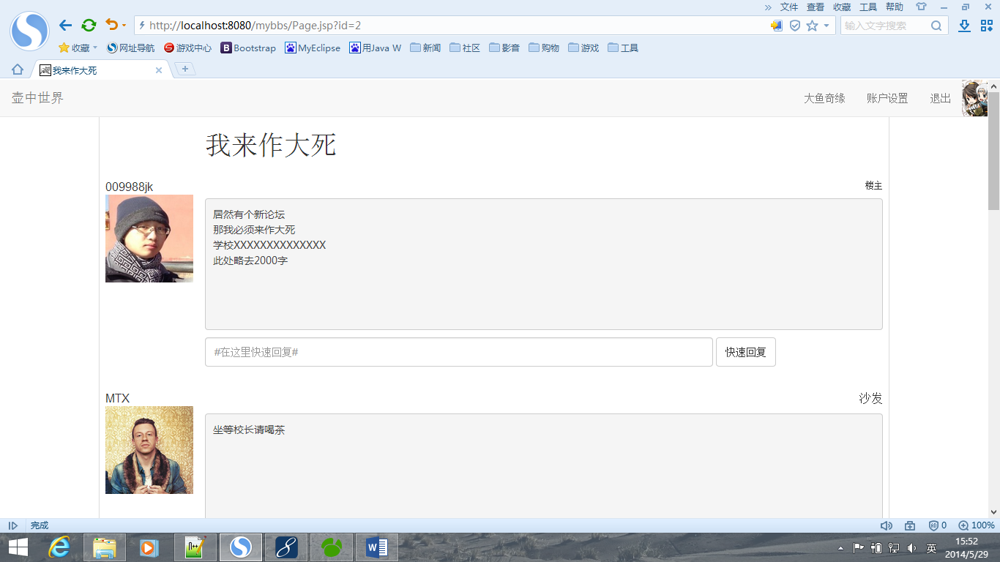 文件 查看 收藏 工具 帮助
http://localhost:8080/mybbs/Page.jsp?id=2
输入文字搜索
收藏 网址导航 游戏中心 Bootstrap MyEclipse 用Java W 新闻 社区 影音 购物 游戏 工具
我来作大死
壶中世界 大鱼奇缘 账户设置 退出
我来作大死
009988jk 楼主
居然有个新论坛
那我必须来作大死
学校XXXXXXXXXXXXXX
此处略去2000字
#在这里快速回复# 快速回复
MTX 沙发
坐等校长请喝茶
完成 0 100%
英 15:52
2014/5/29